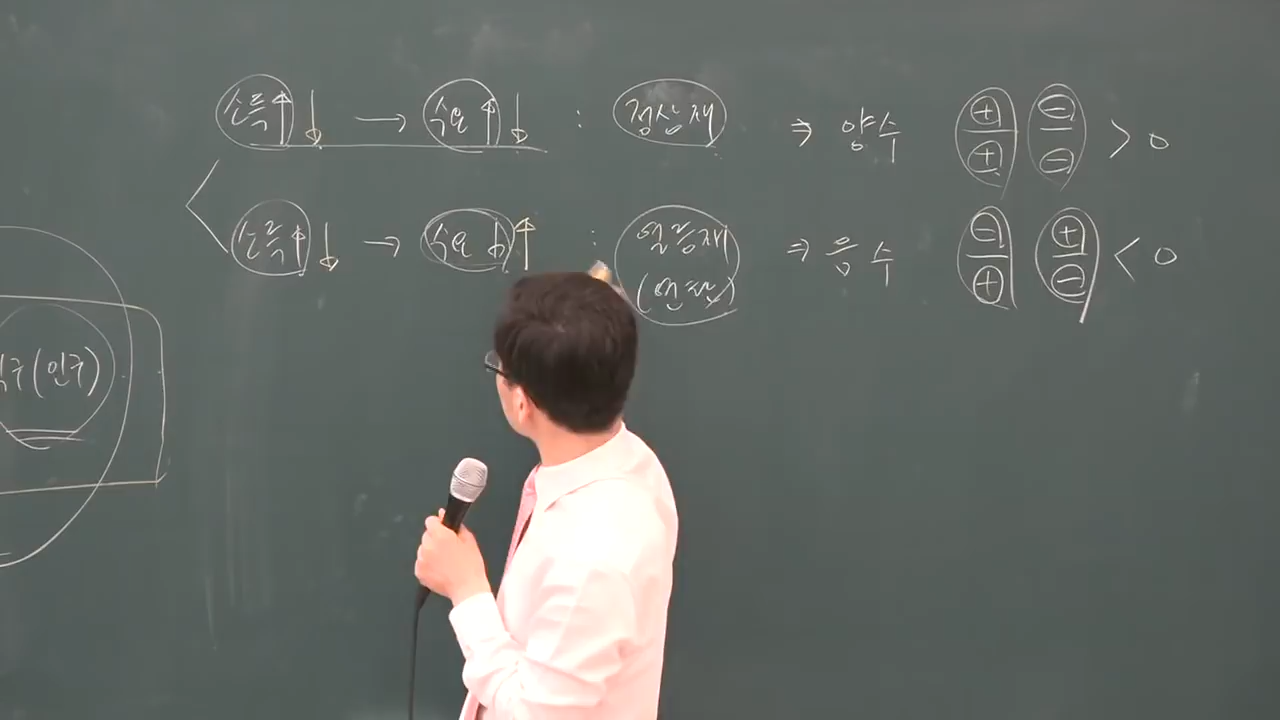 소득↑↓ → 수요↑↓ : 정상재 ⇒ 양수 ⊕/⊕ ⊖/⊖ > 0
소득↑↓ → 수요↓↑ : 열등재 ⇒ 음수 ⊖/⊕ ⊕/⊖ < 0
(인구)